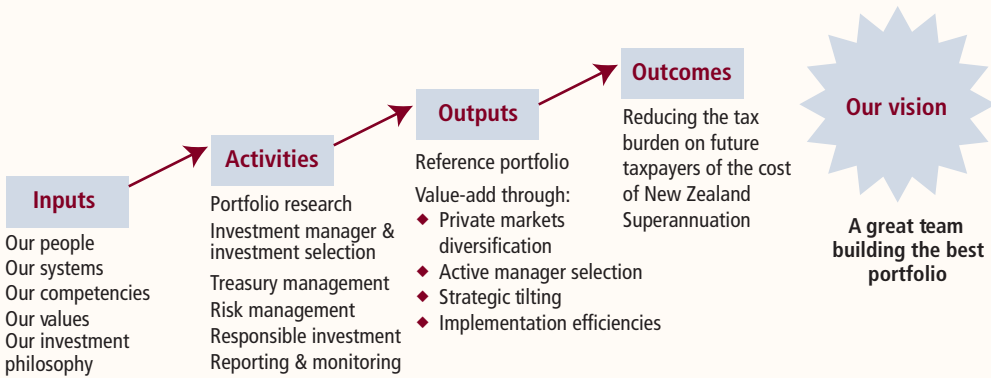 Inputs
Our people
Our systems
Our competencies
Our values
Our investment
philosophy
Activities
Portfolio research
Investment manager &
investment selection
Treasury management
Risk management
Responsible investment
Reporting & monitoring
Outputs
Reference portfolio
Value-add through:
◆ Private markets
diversification
◆ Active manager selection
◆ Strategic tilting
◆ Implementation efficiencies
Outcomes
Reducing the tax
burden on future
taxpayers of the cost
of New Zealand
Superannuation
Our vision
A great team
building the best
portfolio